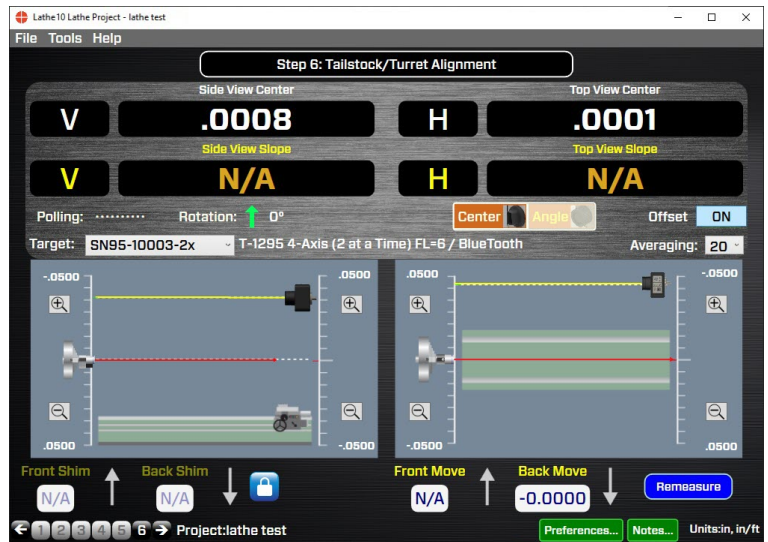 Lathe10 Lathe Project - lathe test
File Tools Help
Step 6: Tailstock/Turret Alignment
Side View Center
Top View Center
V .0008 H .0001
Side View Slope
Top View Slope
V N/A H N/A
Polling: .......... Rotation: 0° Center Angle Offset ON
Target: SN95-10003-2x T-1295 4-Axis (2 at a Time) FL=6 / BlueTooth Averaging: 20
-.0500 .0500 .0500 -.0500
.0500 -.0500 -.0500 .0500
Front Shim Back Shim Front Move Back Move
N/A N/A N/A -0.0000 Remeasure
1 2 3 4 5 6 Project:lathe test Preferences... Notes... Units:in, in/ft